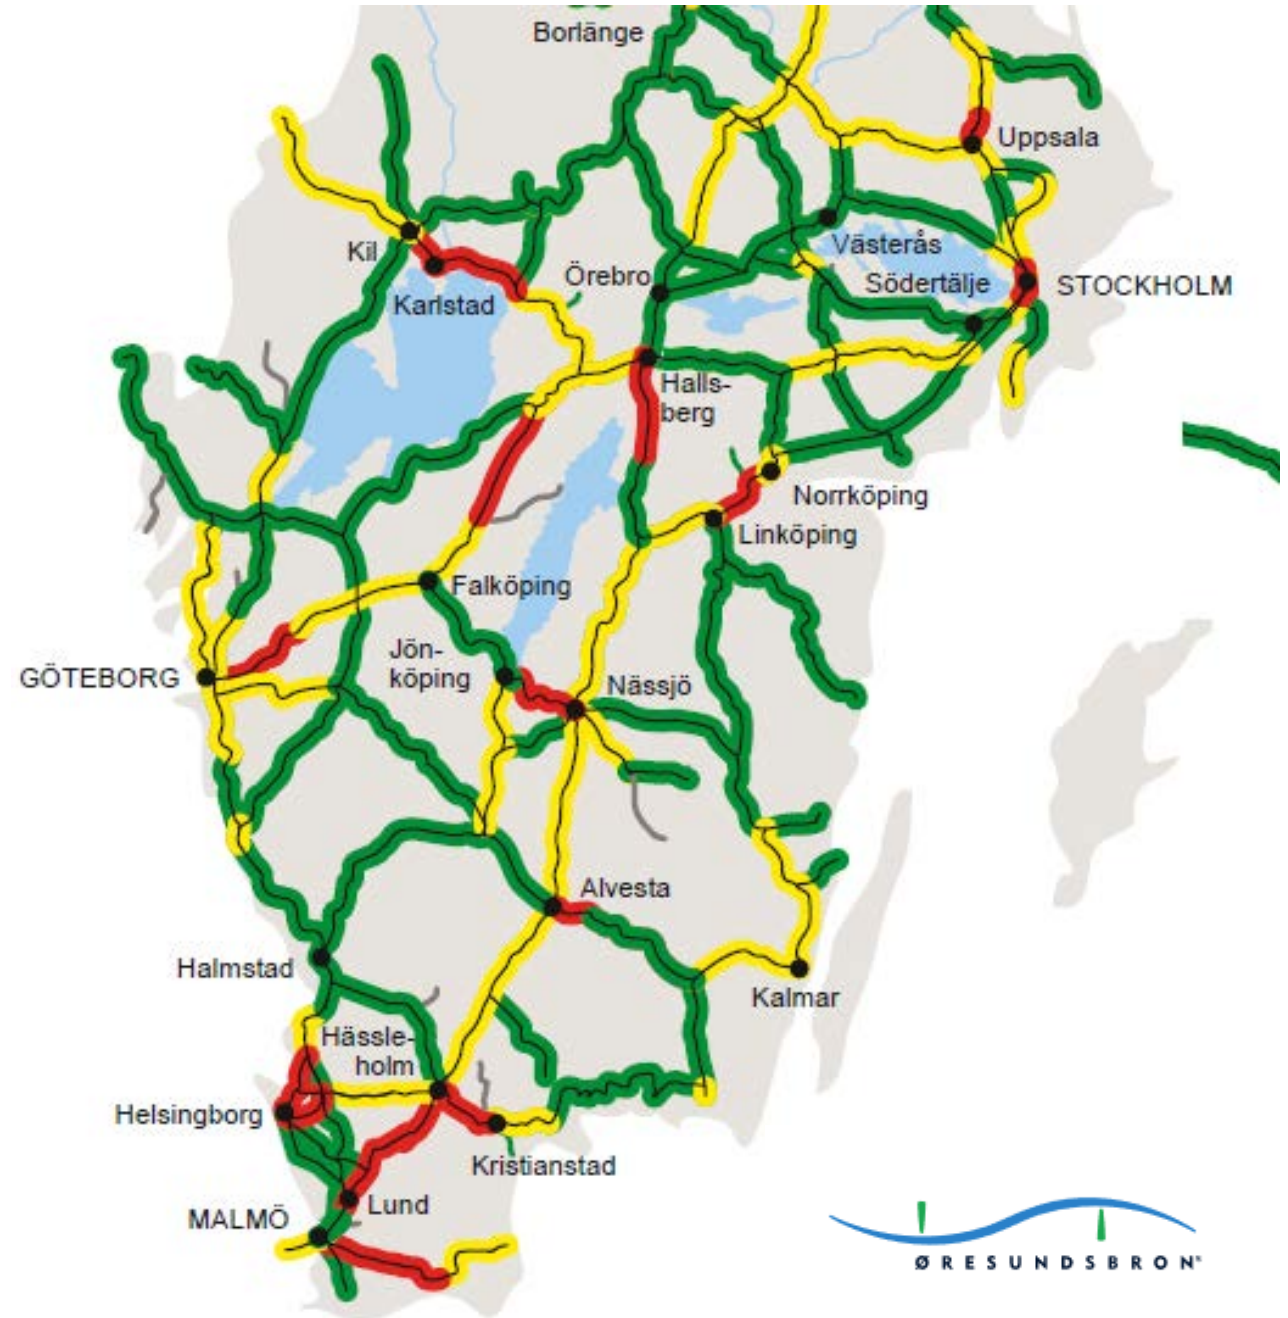 Borlänge
Uppsala
Kil
Västerås
Örebro
Södertälje
STOCKHOLM
Karlstad
Halls-
berg
Norrköping
Linköping
Falköping
Jön-
köping
GÖTEBORG
Nässjö
Alvesta
Halmstad
Kalmar
Hässle-
holm
Helsingborg
Kristianstad
Lund
MALMÖ
ØRESUNDSBRON®